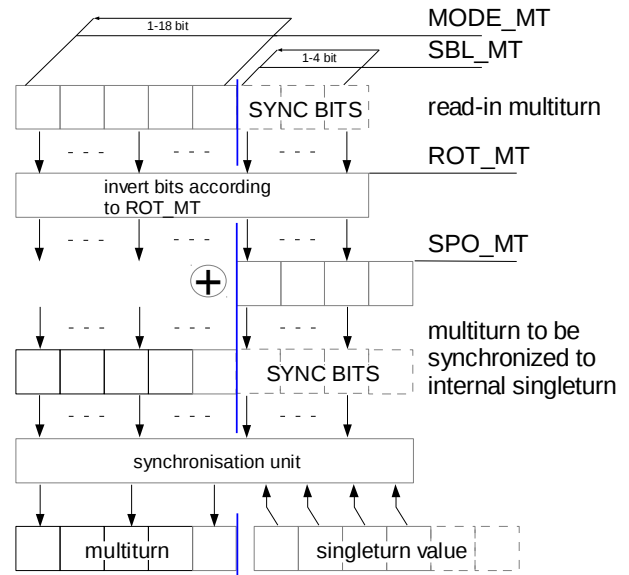 MODE_MT
1-18 bit
SBL_MT
1-4 bit
SYNC BITS
read-in multiturn
- - - - - - - - -
ROT_MT
invert bits according
to ROT_MT
- - - - - - - - -
SPO_MT
+
- - - - - - - - -
multiturn to be
synchronized to
internal singleturn
SYNC BITS
- - - - - - - - -
synchronisation unit
multiturn
singleturn value